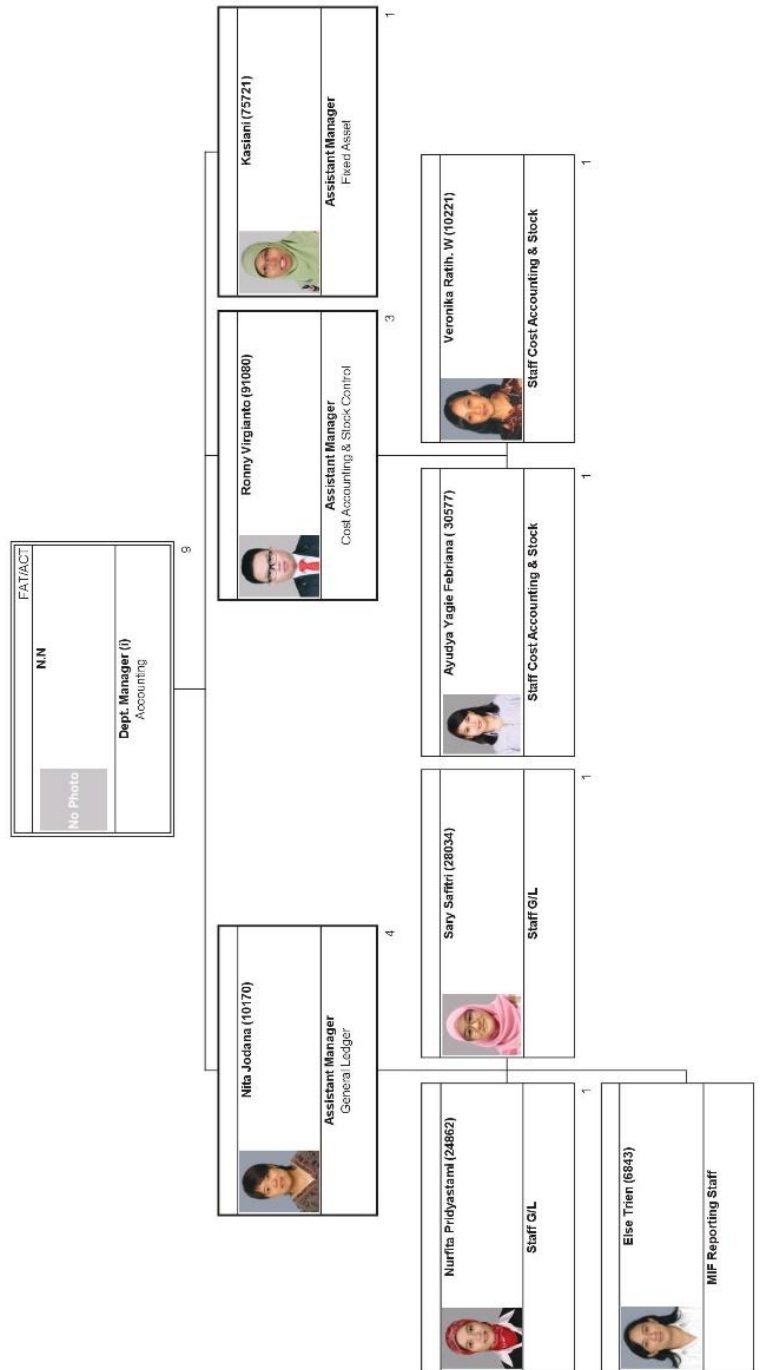 FAT/ACT
N.N
No Photo
Dept. Manager (i)
Accounting
9
Nita Jodana (10170)
Assistant Manager
General Ledger
4
Ronny Virgianto (91080)
Assistant Manager
Cost Accounting & Stock Control
3
Kasiani (75721)
Assistant Manager
Fixed Asset
1
Nurfita Pridyastami (24862)
Staff G/L
1
Sary Safitri (28034)
Staff G/L
1
Ayudya Yagie Febriana ( 30577)
Staff Cost Accounting & Stock
1
Veronika Ratih. W (10221)
Staff Cost Accounting & Stock
1
Else Trien (6843)
MIF Reporting Staff